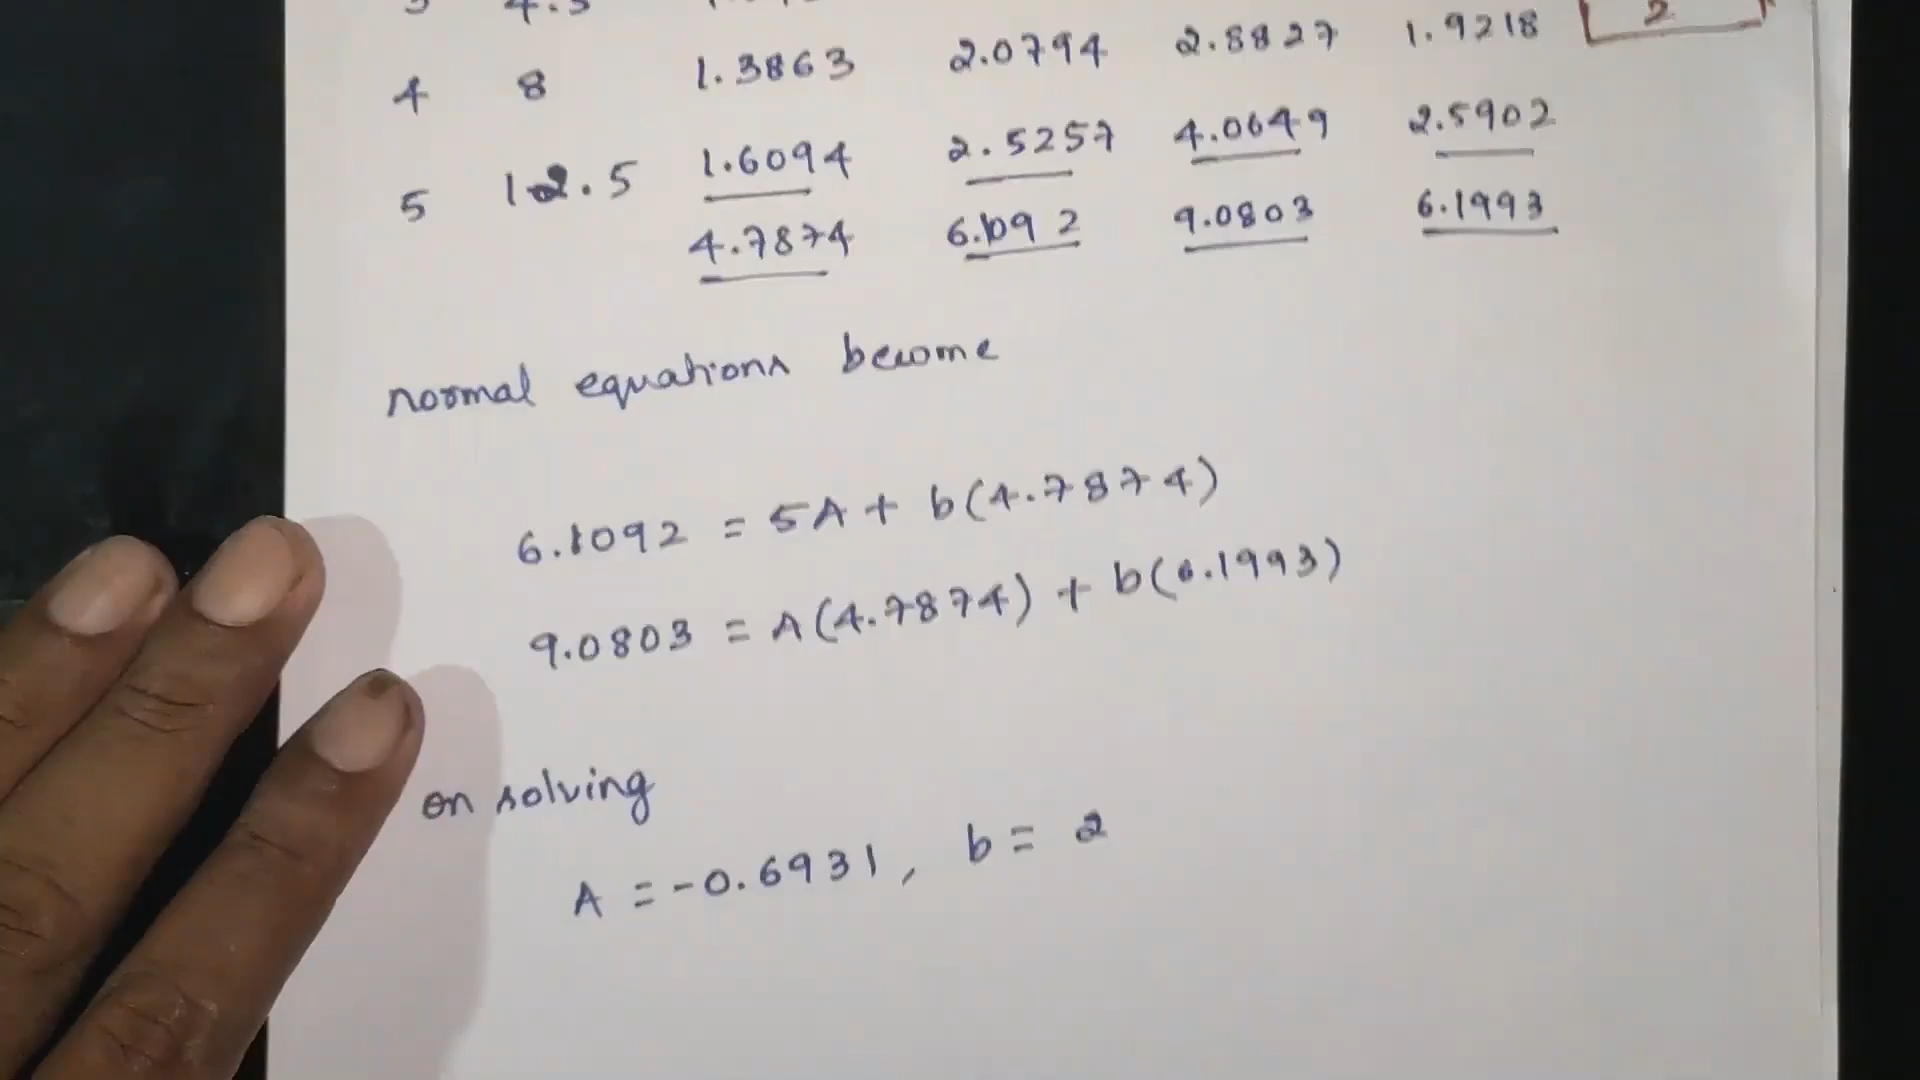 4 8 1.3863 2.0794 2.8827 1.9218
5 12.5 1.6094 2.5257 4.0649 2.5902
4.7874 6.1092 9.0803 6.1993
normal equations become
6.1092 = 5A + b(4.7874)
9.0803 = A(4.7874) + b(6.1993)
on solving
A = -0.6931, b = 2